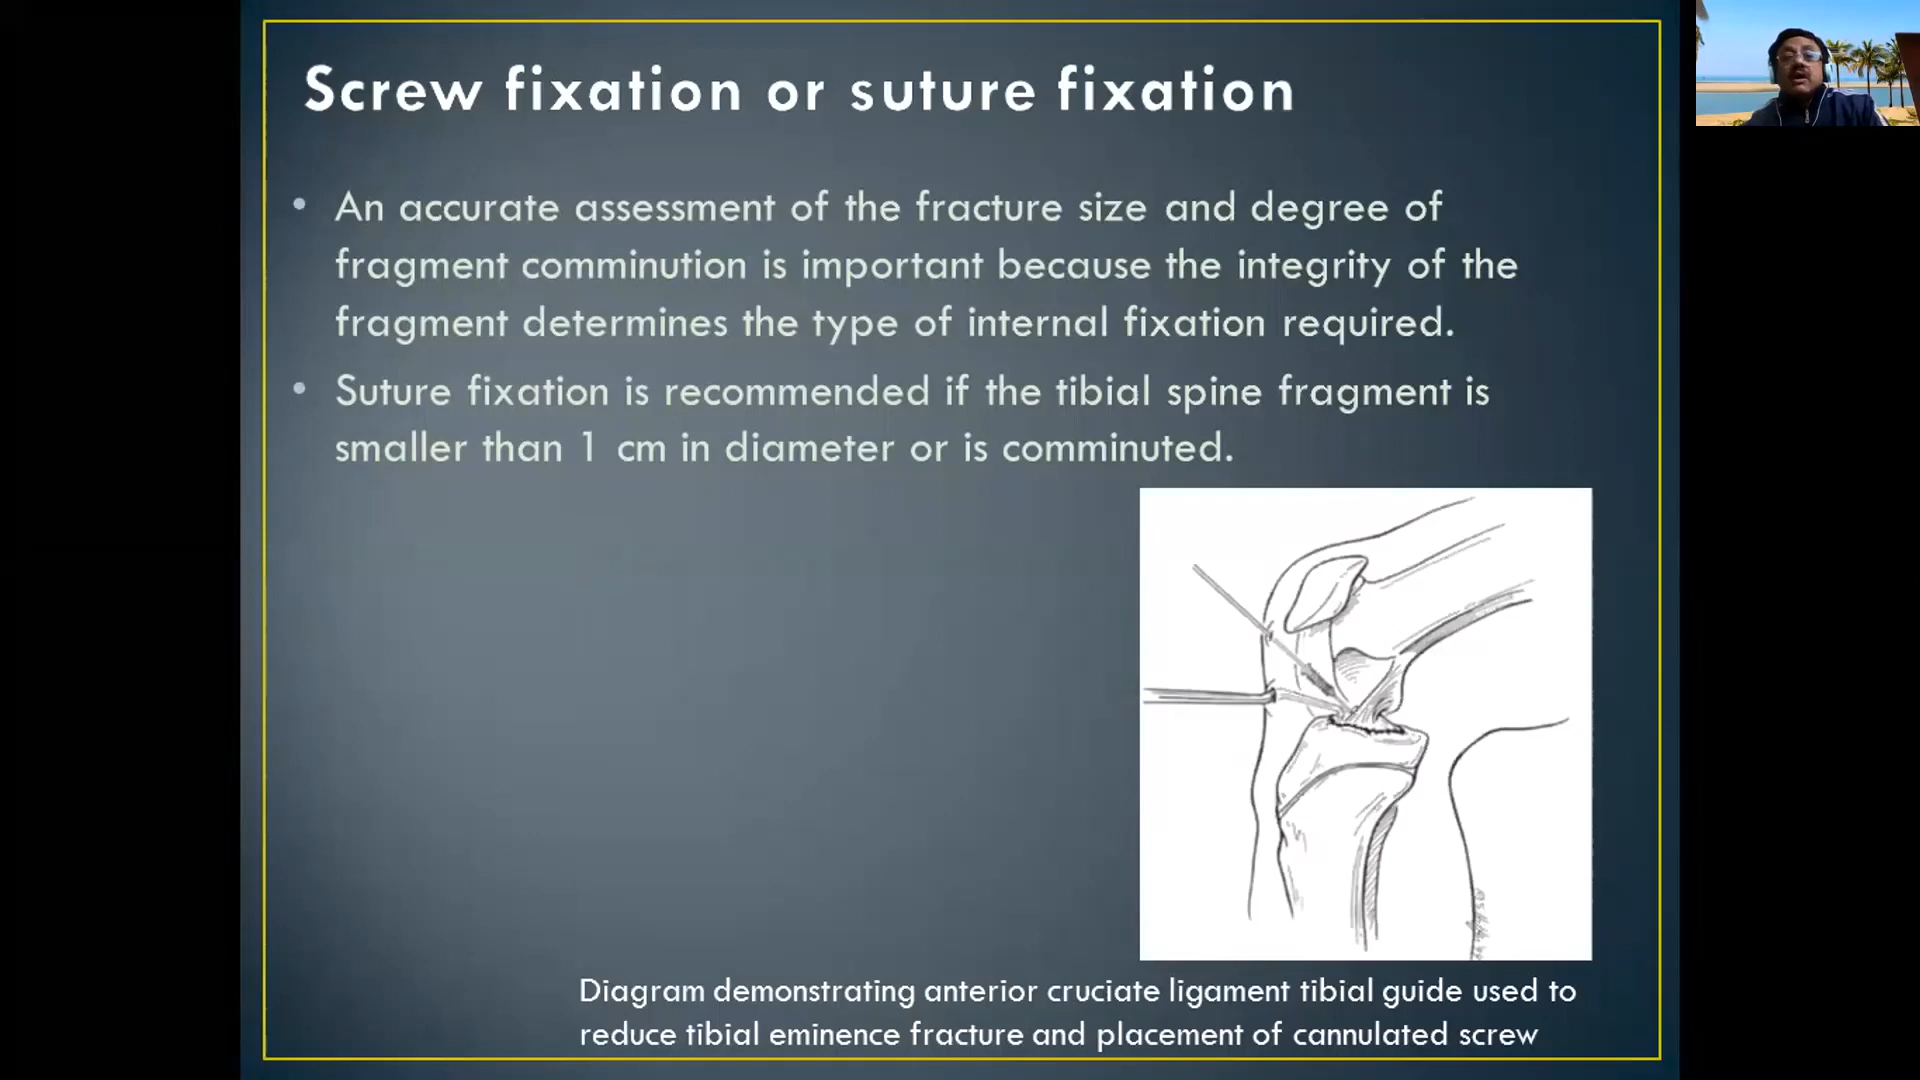 Screw fixation or suture fixation
• An accurate assessment of the fracture size and degree of
fragment comminution is important because the integrity of the
fragment determines the type of internal fixation required.
• Suture fixation is recommended if the tibial spine fragment is
smaller than 1 cm in diameter or is comminuted.
Diagram demonstrating anterior cruciate ligament tibial guide used to
reduce tibial eminence fracture and placement of cannulated screw